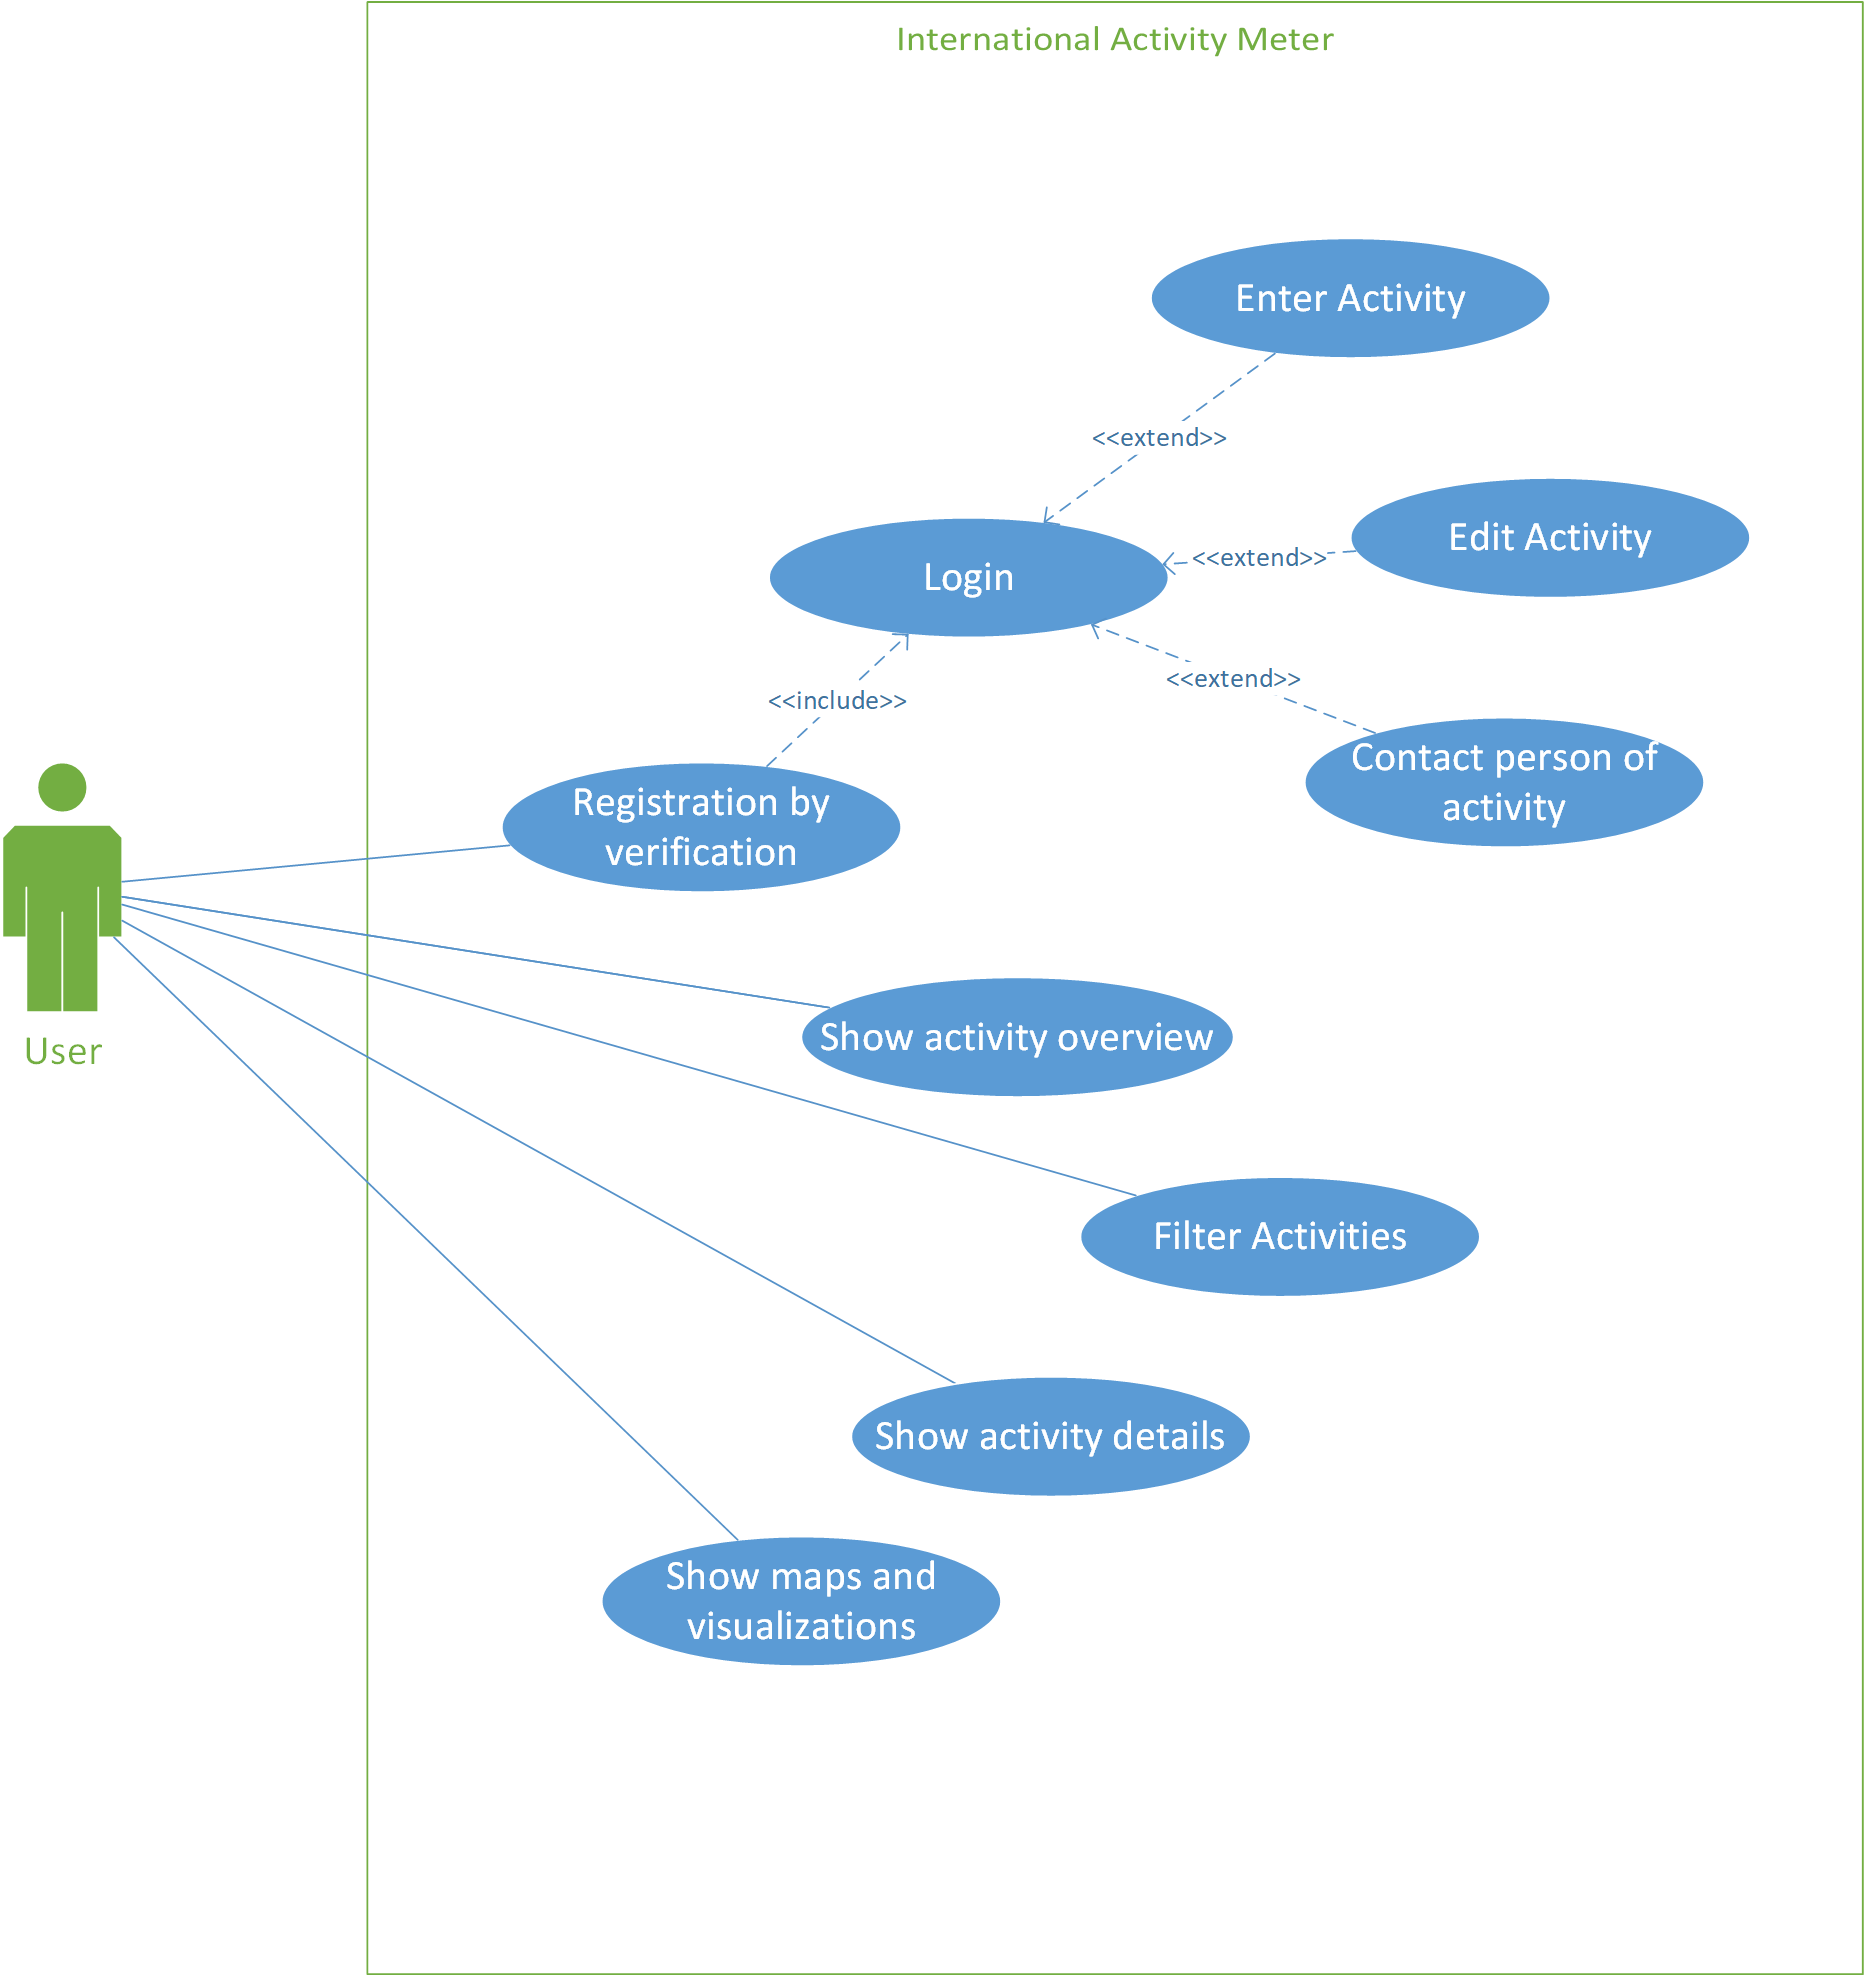 International Activity Meter
Enter Activity
<<extend>>
Edit Activity
<<extend>>
Login
<<extend>>
<<include>>
Contact person of
activity
Registration by
verification
User
Show activity overview
Filter Activities
Show activity details
Show maps and
visualizations